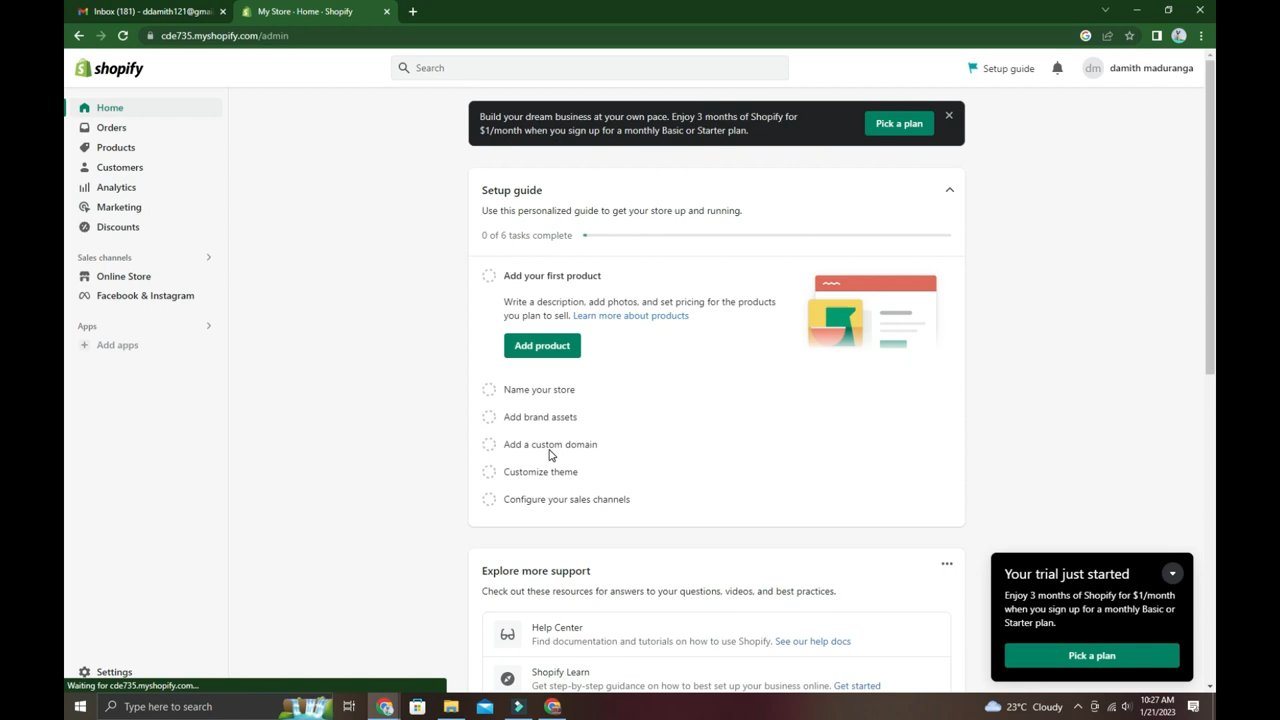 Inbox (181) - ddamith121@gmai
My Store - Home - Shopify
cde735.myshopify.com/admin
shopify
Search
Setup guide
dm
damith maduranga
Home
Orders
Products
Customers
Analytics
Marketing
Discounts
Sales channels
Online Store
Facebook & Instagram
Apps
Add apps
Settings
Build your dream business at your own pace. Enjoy 3 months of Shopify for
$1/month when you sign up for a monthly Basic or Starter plan.
Pick a plan
Setup guide
Use this personalized guide to get your store up and running.
0 of 6 tasks complete
Add your first product
Write a description, add photos, and set pricing for the products
you plan to sell. Learn more about products
Add product
Name your store
Add brand assets
Add a custom domain
Customize theme
Configure your sales channels
Explore more support
Check out these resources for answers to your questions, videos, and best practices.
Help Center
Find documentation and tutorials on how to use Shopify. See our help docs
Shopify Learn
Get step-by-step guidance on how to best set up your business online. Get started
Your trial just started
Enjoy 3 months of Shopify for $1/month
when you sign up for a monthly Basic or
Starter plan.
Pick a plan
Waiting for cde735.myshopify.com...
Type here to search
23°C Cloudy
10:27 AM
1/21/2023